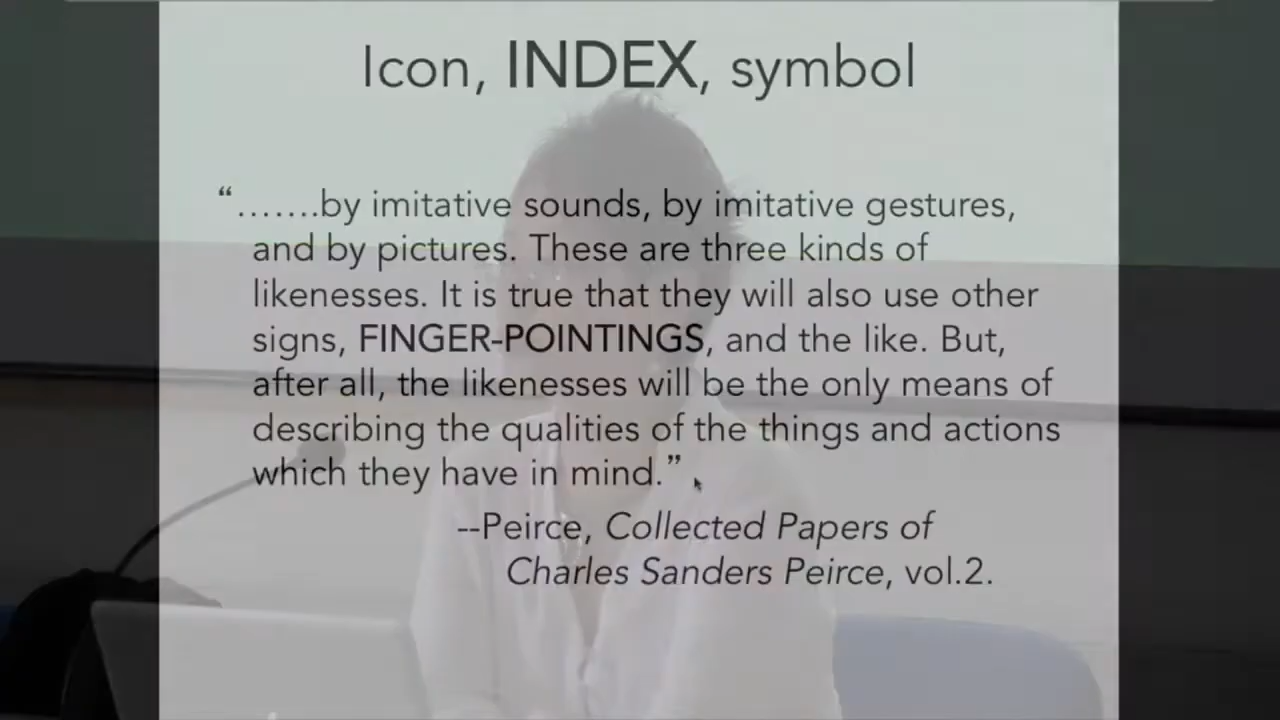 Icon, INDEX, symbol
“.......by imitative sounds, by imitative gestures,
and by pictures. These are three kinds of
likenesses. It is true that they will also use other
signs, FINGER-POINTINGS, and the like. But,
after all, the likenesses will be the only means of
describing the qualities of the things and actions
which they have in mind.”
--Peirce, Collected Papers of
Charles Sanders Peirce, vol.2.